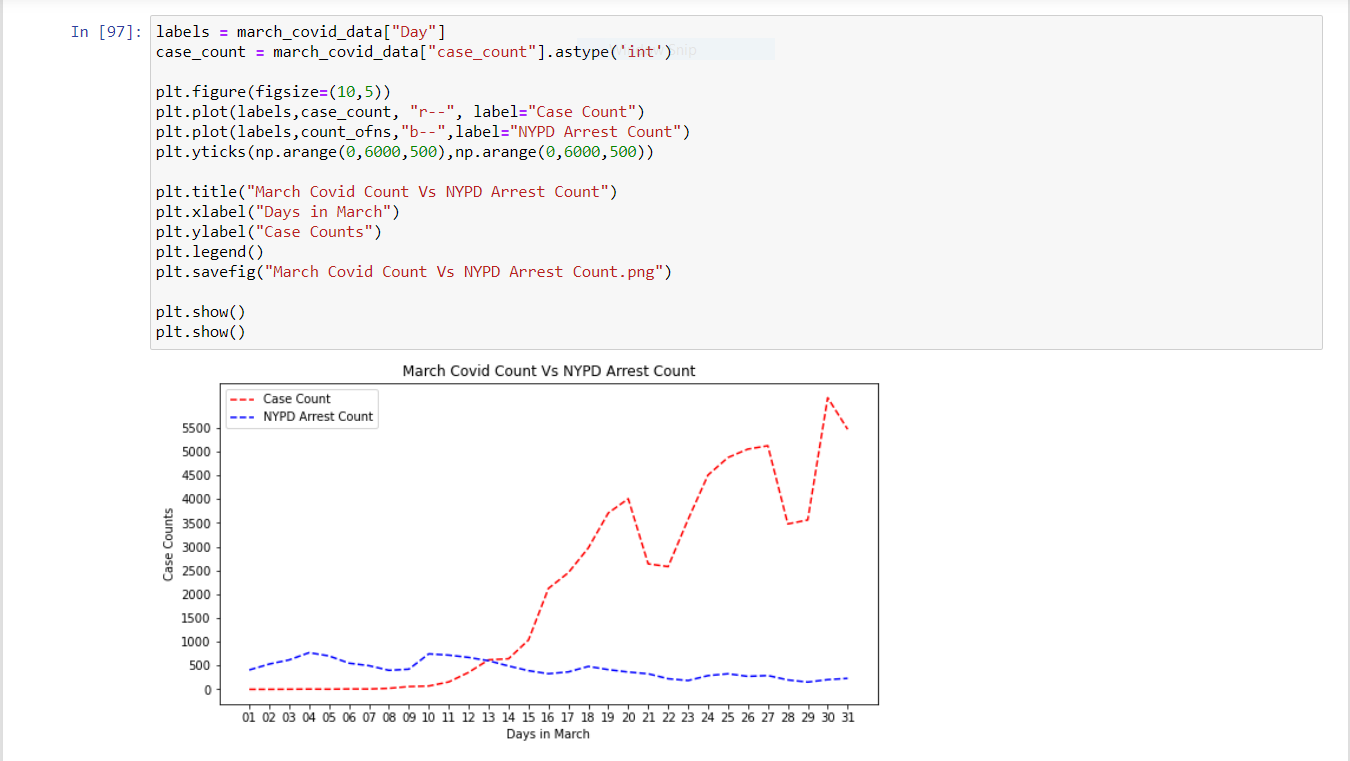 In [97]:
labels = march_covid_data["Day"]
case_count = march_covid_data["case_count"].astype('int')
plt.figure(figsize=(10,5))
plt.plot(labels,case_count, "r--", label="Case Count")
plt.plot(labels,count_ofns,"b--",label="NYPD Arrest Count")
plt.yticks(np.arange(0,6000,500),np.arange(0,6000,500))
plt.title("March Covid Count Vs NYPD Arrest Count")
plt.xlabel("Days in March")
plt.ylabel("Case Counts")
plt.legend()
plt.savefig("March Covid Count Vs NYPD Arrest Count.png")
plt.show()
plt.show()
March Covid Count Vs NYPD Arrest Count
Case Count
NYPD Arrest Count
5500
5000
4500
4000
3500
3000
2500
2000
1500
1000
500
0
Case Counts
01 02 03 04 05 06 07 08 09 10 11 12 13 14 15 16 17 18 19 20 21 22 23 24 25 26 27 28 29 30 31
Days in March